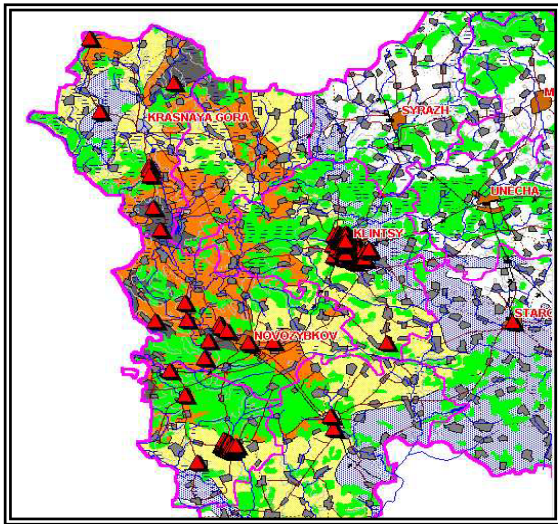 KRASNAYA GORA
SYRAZH
UNECHA
KLINTSY
STARO
NOVOZYBKOV